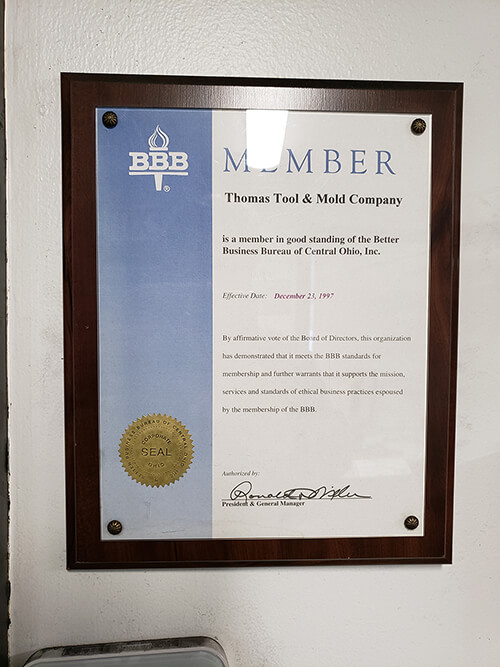 BBB
®
MEMBER
Thomas Tool & Mold Company
is a member in good standing of the Better
Business Bureau of Central Ohio, Inc.
Effective Date: December 23, 1997
By affirmative vote of the Board of Directors, this organization
has demonstrated that it meets the BBB standards for
membership and further warrants that it supports the mission,
services and standards of ethical business practices espoused
by the membership of the BBB.
CORPORATE
SEAL
OHIO
Authorized by:
President & General Manager